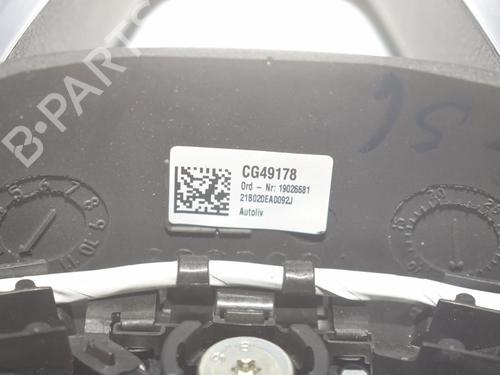 B-PARTS
CG49178
Ord - Nr: 19026681
21B020EA0092J
Autoliv